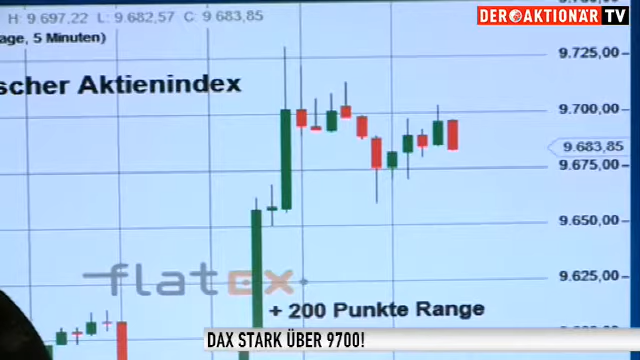 H: 9.697,22 L: 9.682,57 C: 9.683,85
DER AKTIONÄR TV
age, 5 Minuten)
9.725,00
scher Aktienindex
9.700,00
9.683,85
9.675,00
9.650,00
flatex
9.625,00
+ 200 Punkte Range
DAX STARK ÜBER 9700!